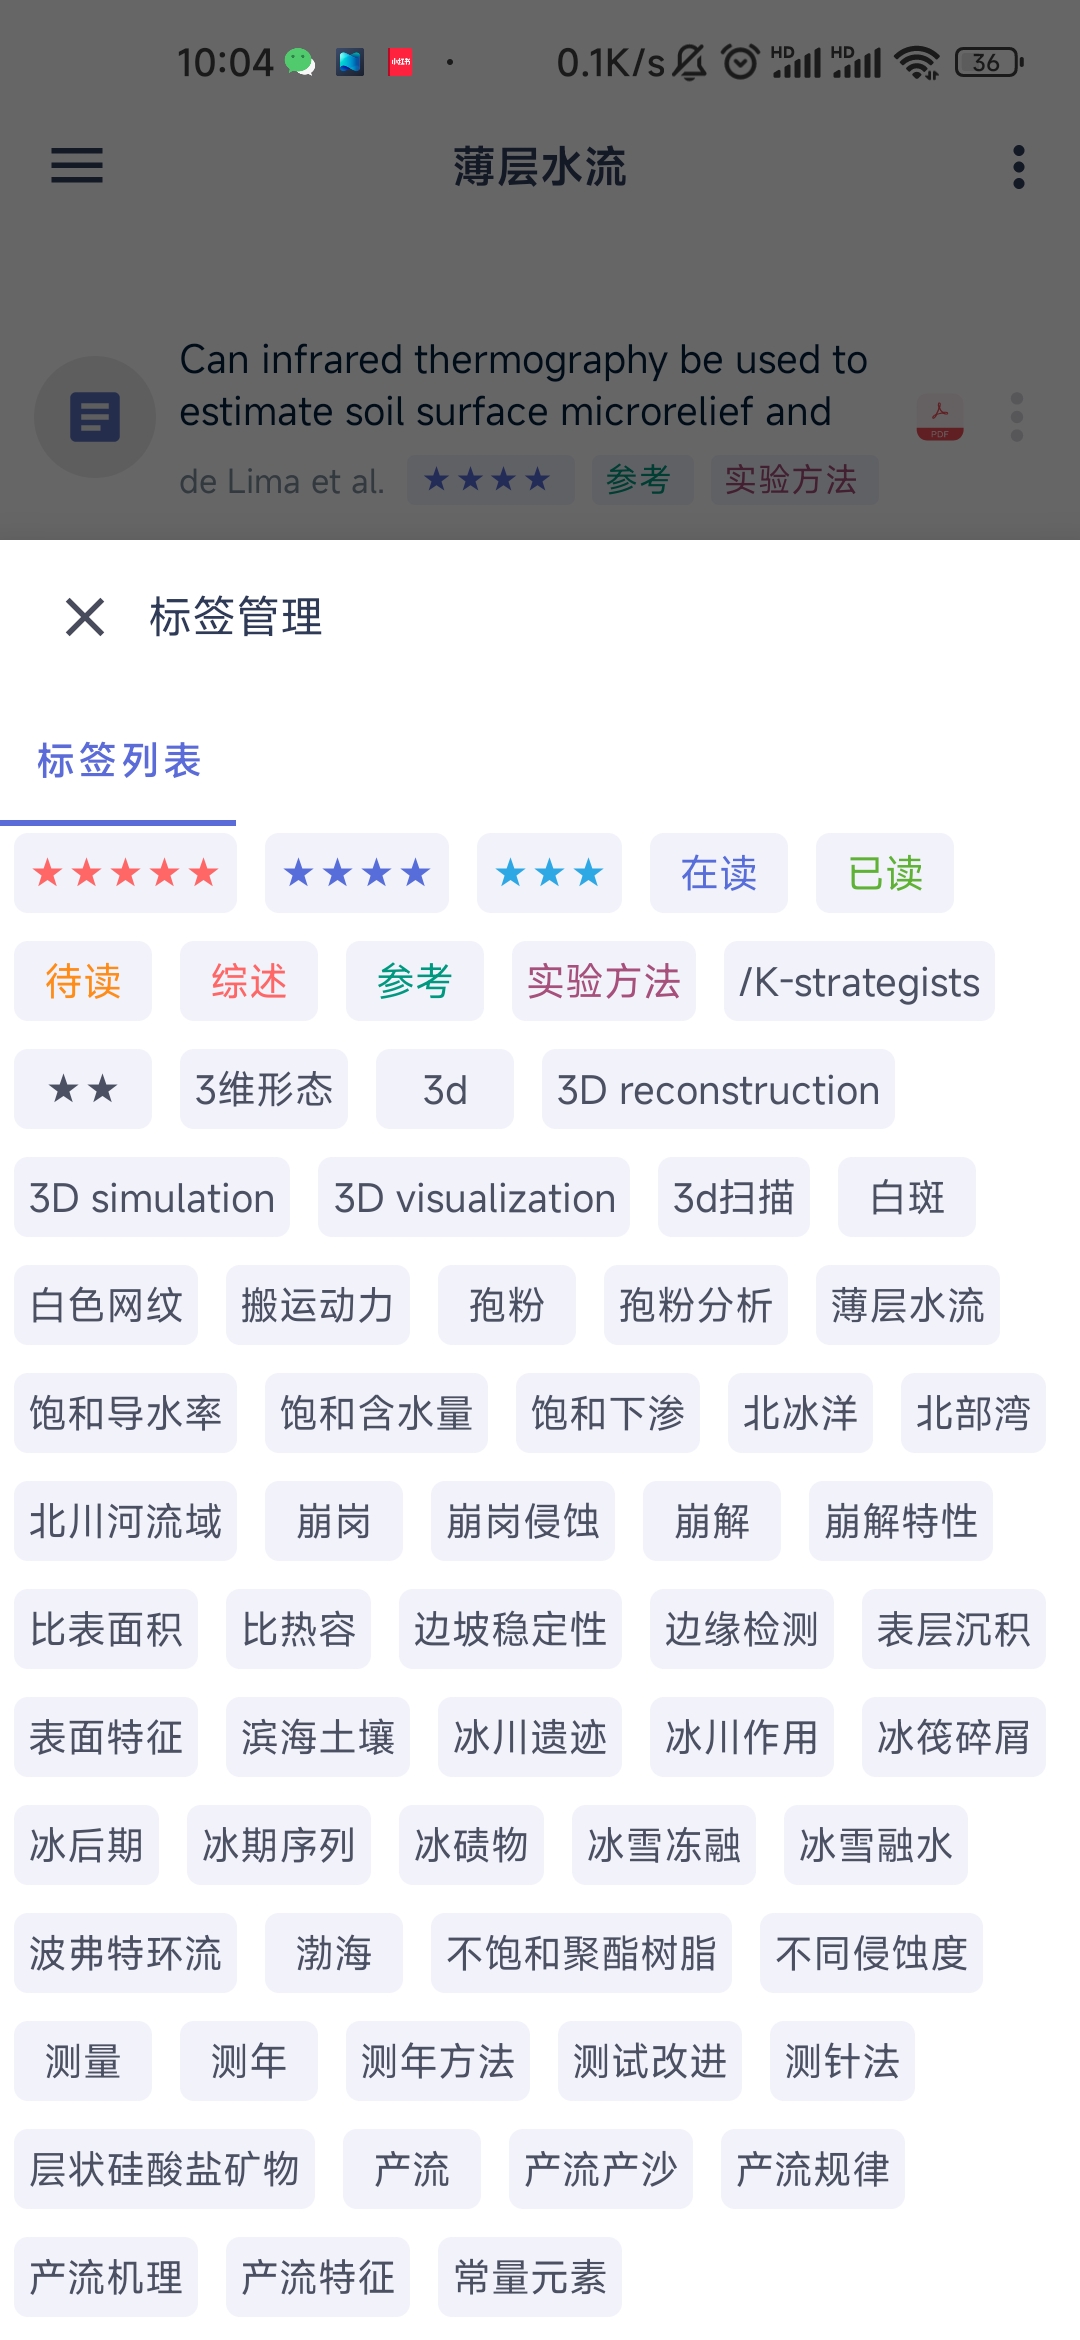 10:04 小红书 0.1K/s HD HD 36
薄层水流
Can infrared thermography be used to
estimate soil surface microrelief and
PDF
de Lima et al. ★★★★ 参考 实验方法
标签管理
标签列表
★★★★★ ★★★★ ★★★ 在读 已读
待读 综述 参考 实验方法 /K-strategists
★★ 3维形态 3d 3D reconstruction
3D simulation 3D visualization 3d扫描 白斑
白色网纹 搬运动力 孢粉 孢粉分析 薄层水流
饱和导水率 饱和含水量 饱和下渗 北冰洋 北部湾
北川河流域 崩岗 崩岗侵蚀 崩解 崩解特性
比表面积 比热容 边坡稳定性 边缘检测 表层沉积
表面特征 滨海土壤 冰川遗迹 冰川作用 冰筏碎屑
冰后期 冰期序列 冰碛物 冰雪冻融 冰雪融水
波弗特环流 渤海 不饱和聚酯树脂 不同侵蚀度
测量 测年 测年方法 测试改进 测针法
层状硅酸盐矿物 产流 产流产沙 产流规律
产流机理 产流特征 常量元素